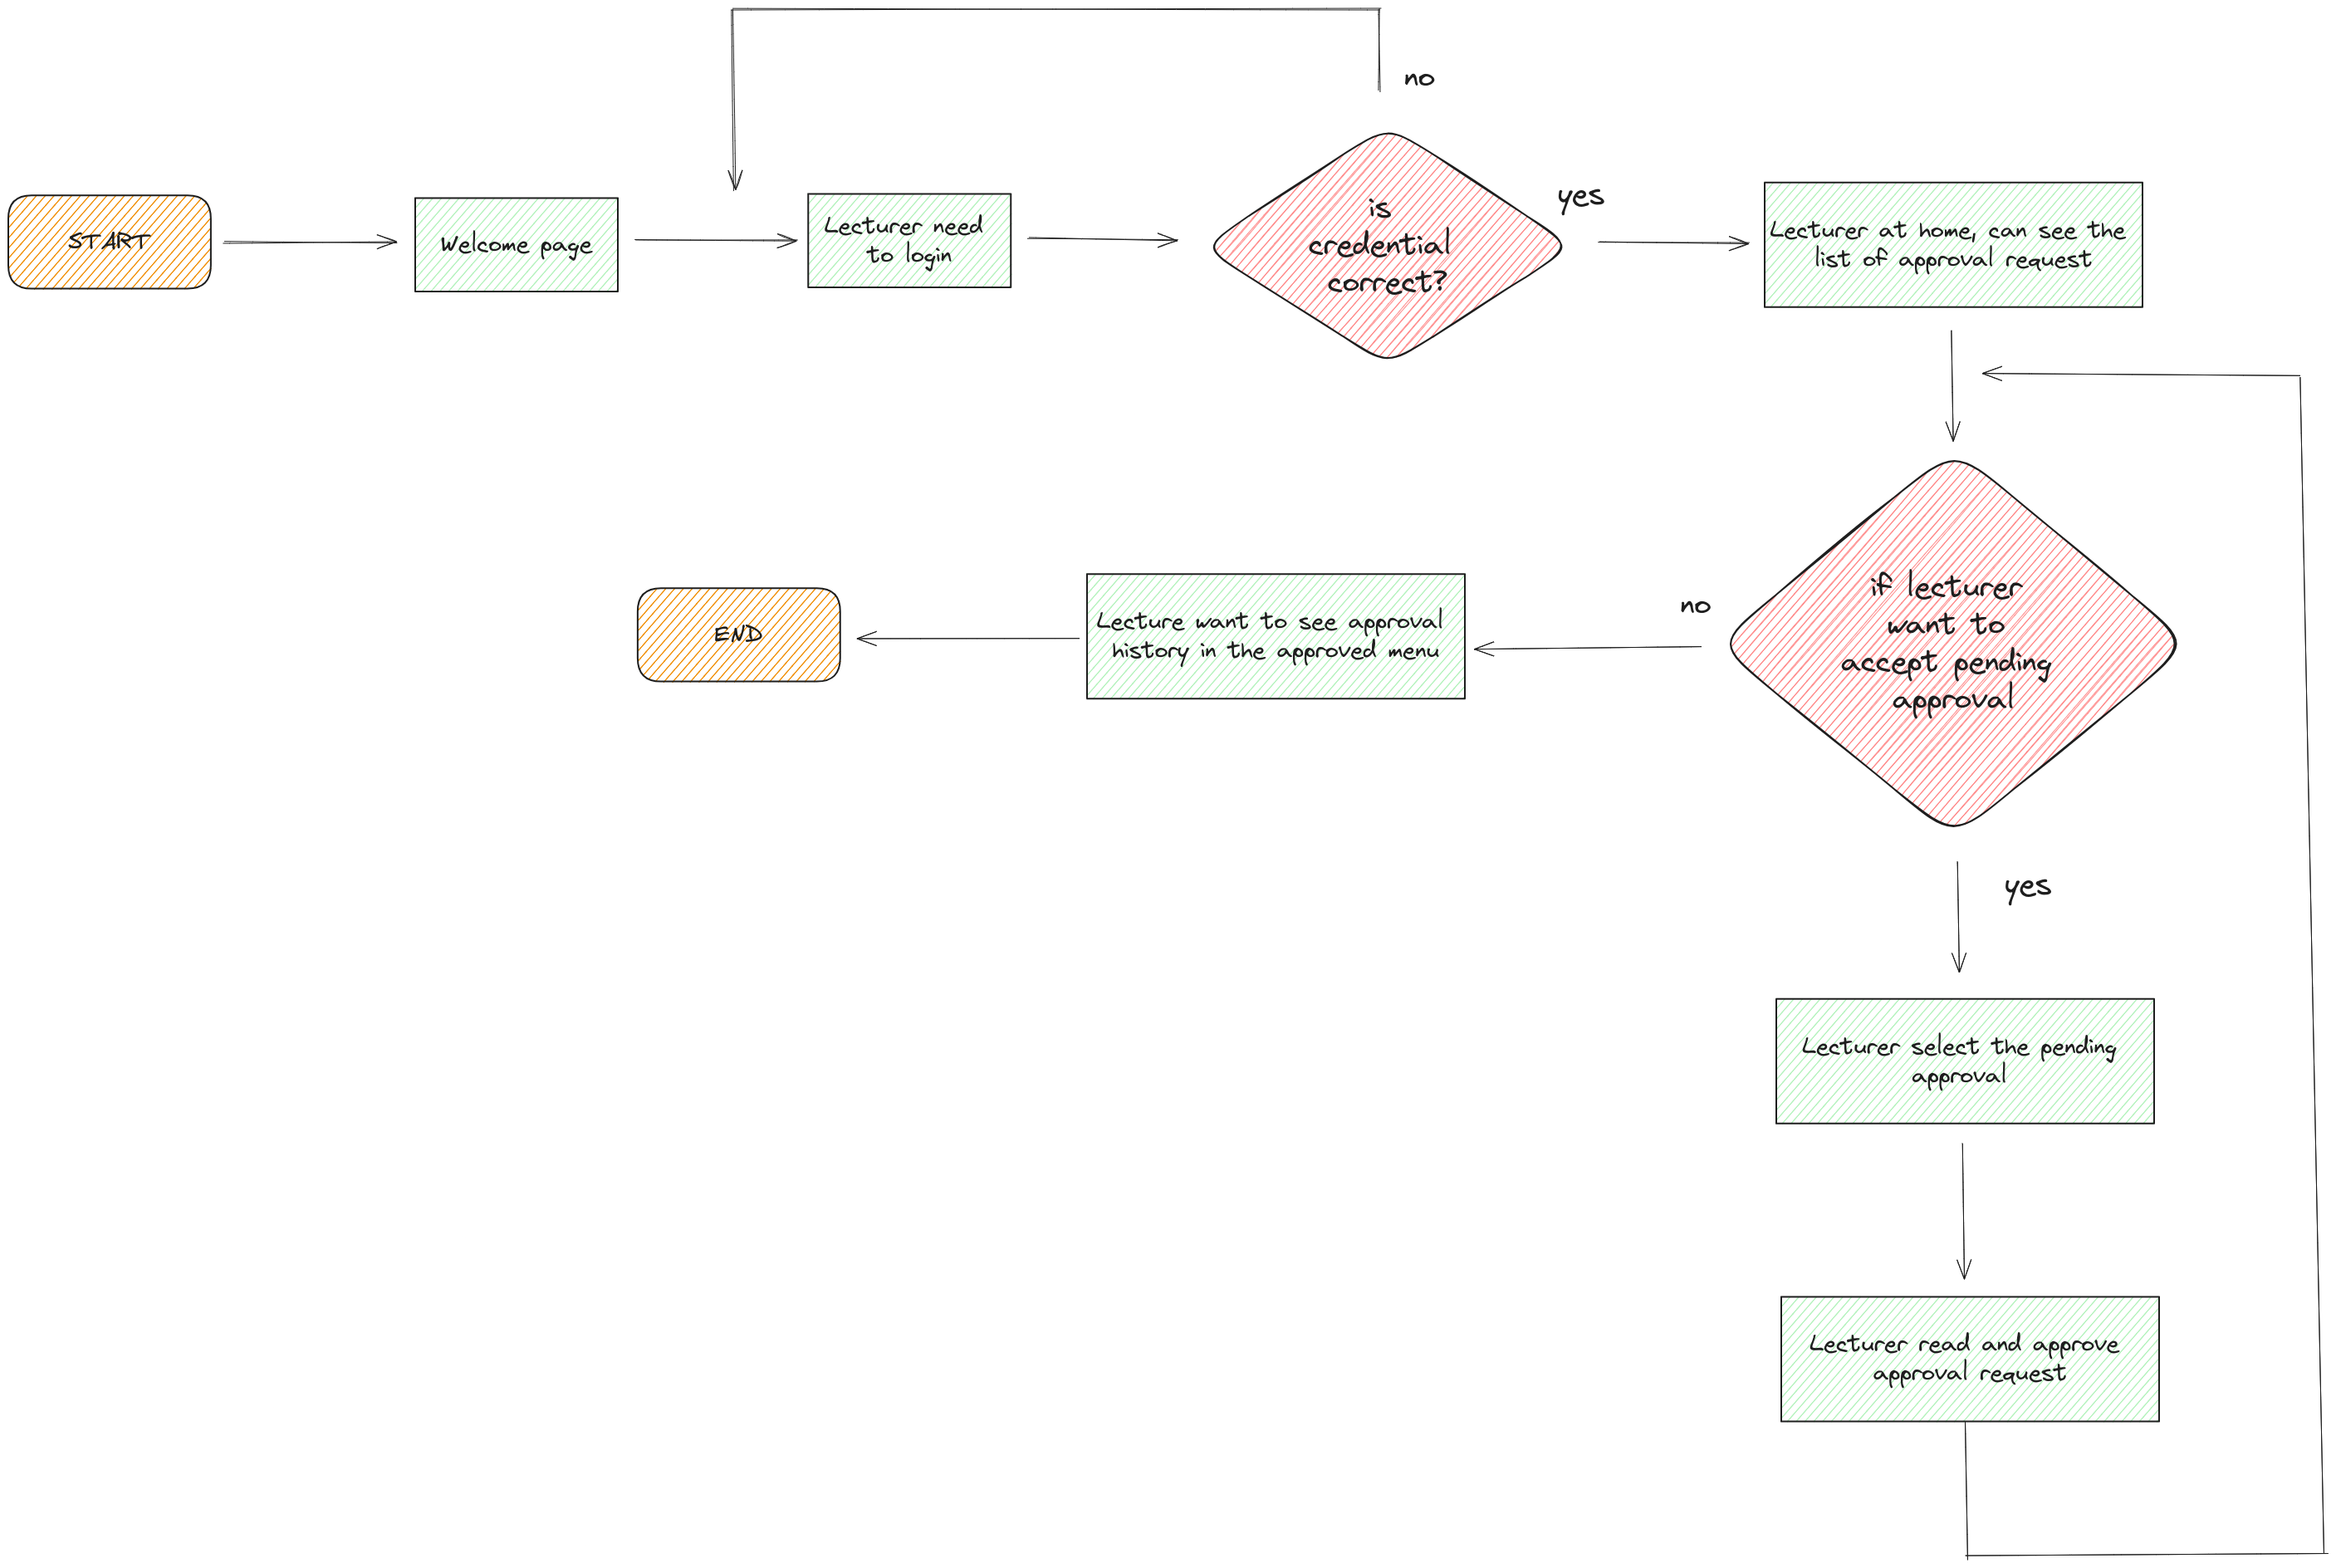 no
START
Welcome page
Lecturer need
to login
is
credential
correct?
yes
Lecturer at home, can see the
list of approval request
if lecturer
want to
accept pending
approval
no
Lecture want to see approval
history in the approved menu
END
yes
Lecturer select the pending
approval
Lecturer read and approve
approval request